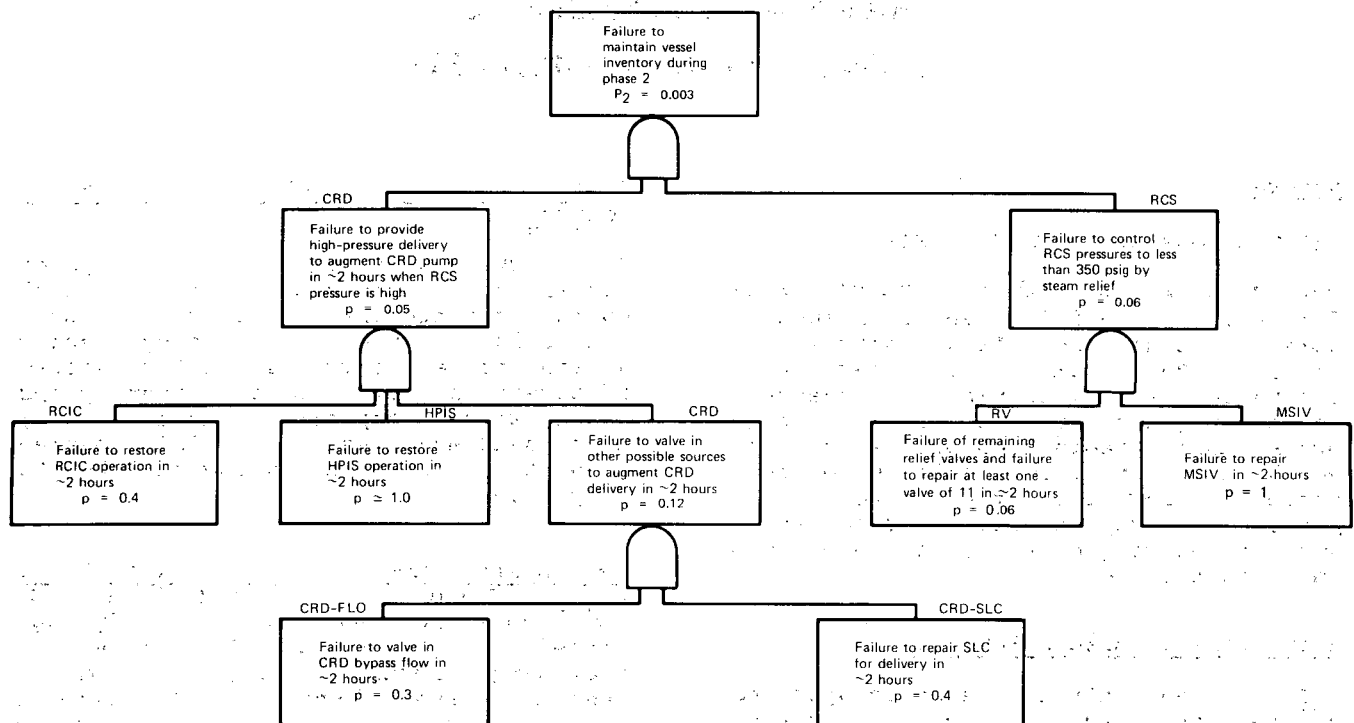 Failure to
maintain vessel
inventory during
phase 2
P2 = 0.003
CRD
RCS
Failure to provide
high-pressure delivery
to augment CRD pump
in ~2 hours when RCS
pressure is high
p = 0.05
Failure to control
RCS pressures to less
than 350 psig by
steam relief
p = 0.06
RCIC
HPIS
CRD
RV
MSIV
Failure to restore
RCIC operation in
~2 hours
p = 0.4
Failure to restore
HPIS operation in
~2 hours
p ≃ 1.0
Failure to valve in
other possible sources
to augment CRD
delivery in ~2 hours
p = 0.12
Failure of remaining
relief valves and failure
to repair at least one
valve of 11 in ~2 hours
p = 0.06
Failure to repair
MSIV in ~2 hours
p = 1
CRD-FLO
CRD-SLC
Failure to valve in
CRD bypass flow in
~2 hours
p = 0.3
Failure to repair SLC
for delivery in
~2 hours
p = 0.4